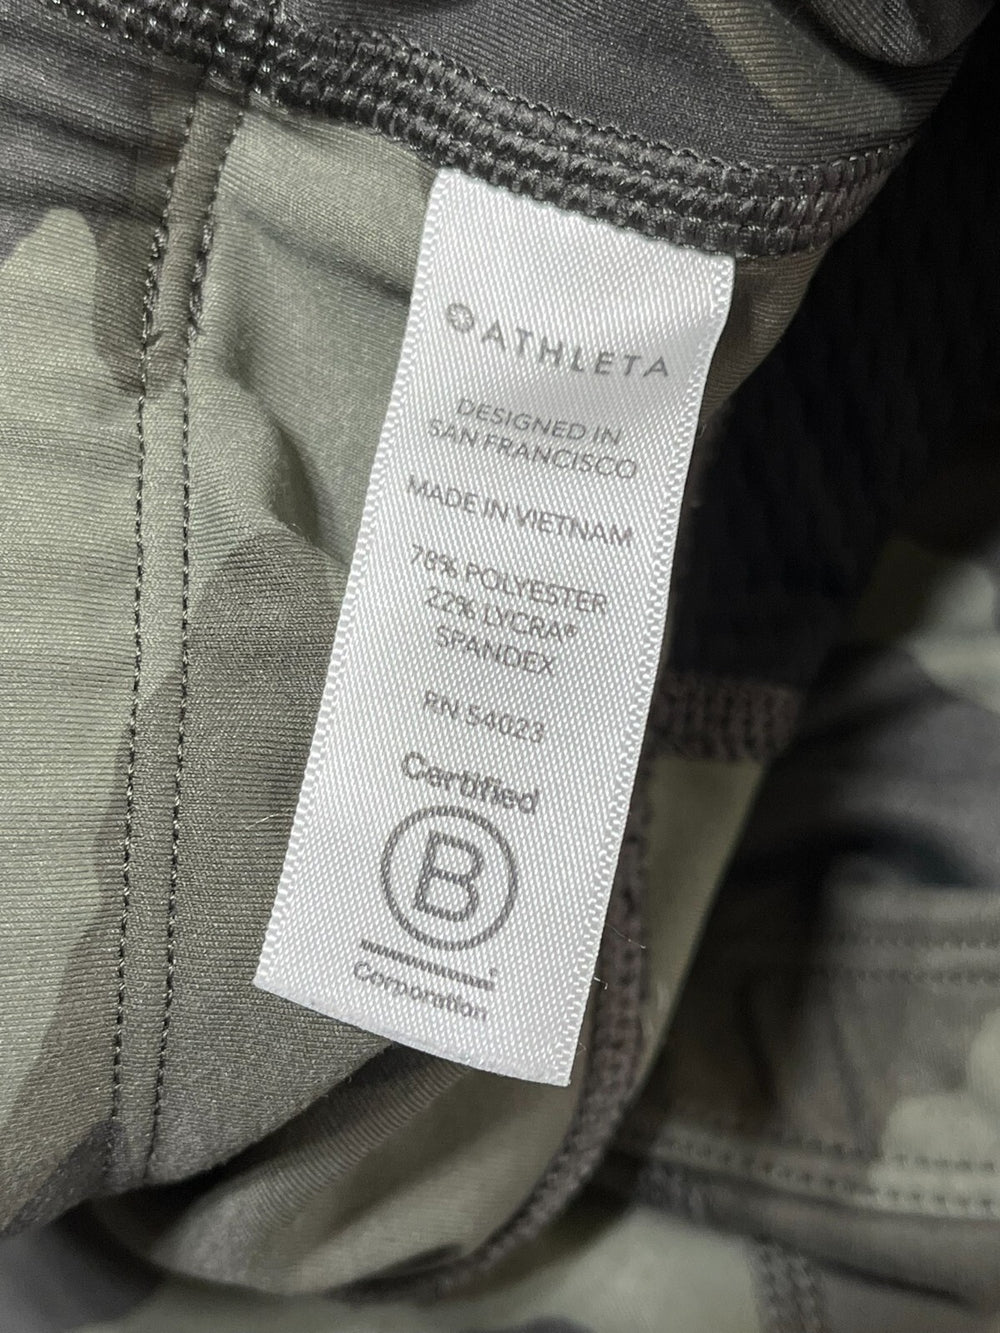 ATHLETA
DESIGNED IN
SAN FRANCISCO
MADE IN VIETNAM
78% POLYESTER
22% LYCRA®
SPANDEX
RN 54023
Certified
B
Corporation